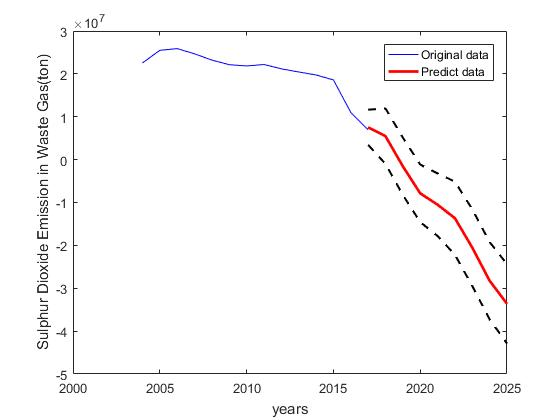 ×10⁷
3
2
1
0
-1
-2
-3
-4
-5
Sulphur Dioxide Emission in Waste Gas(ton)
Original data
Predict data
2000 2005 2010 2015 2020 2025
years